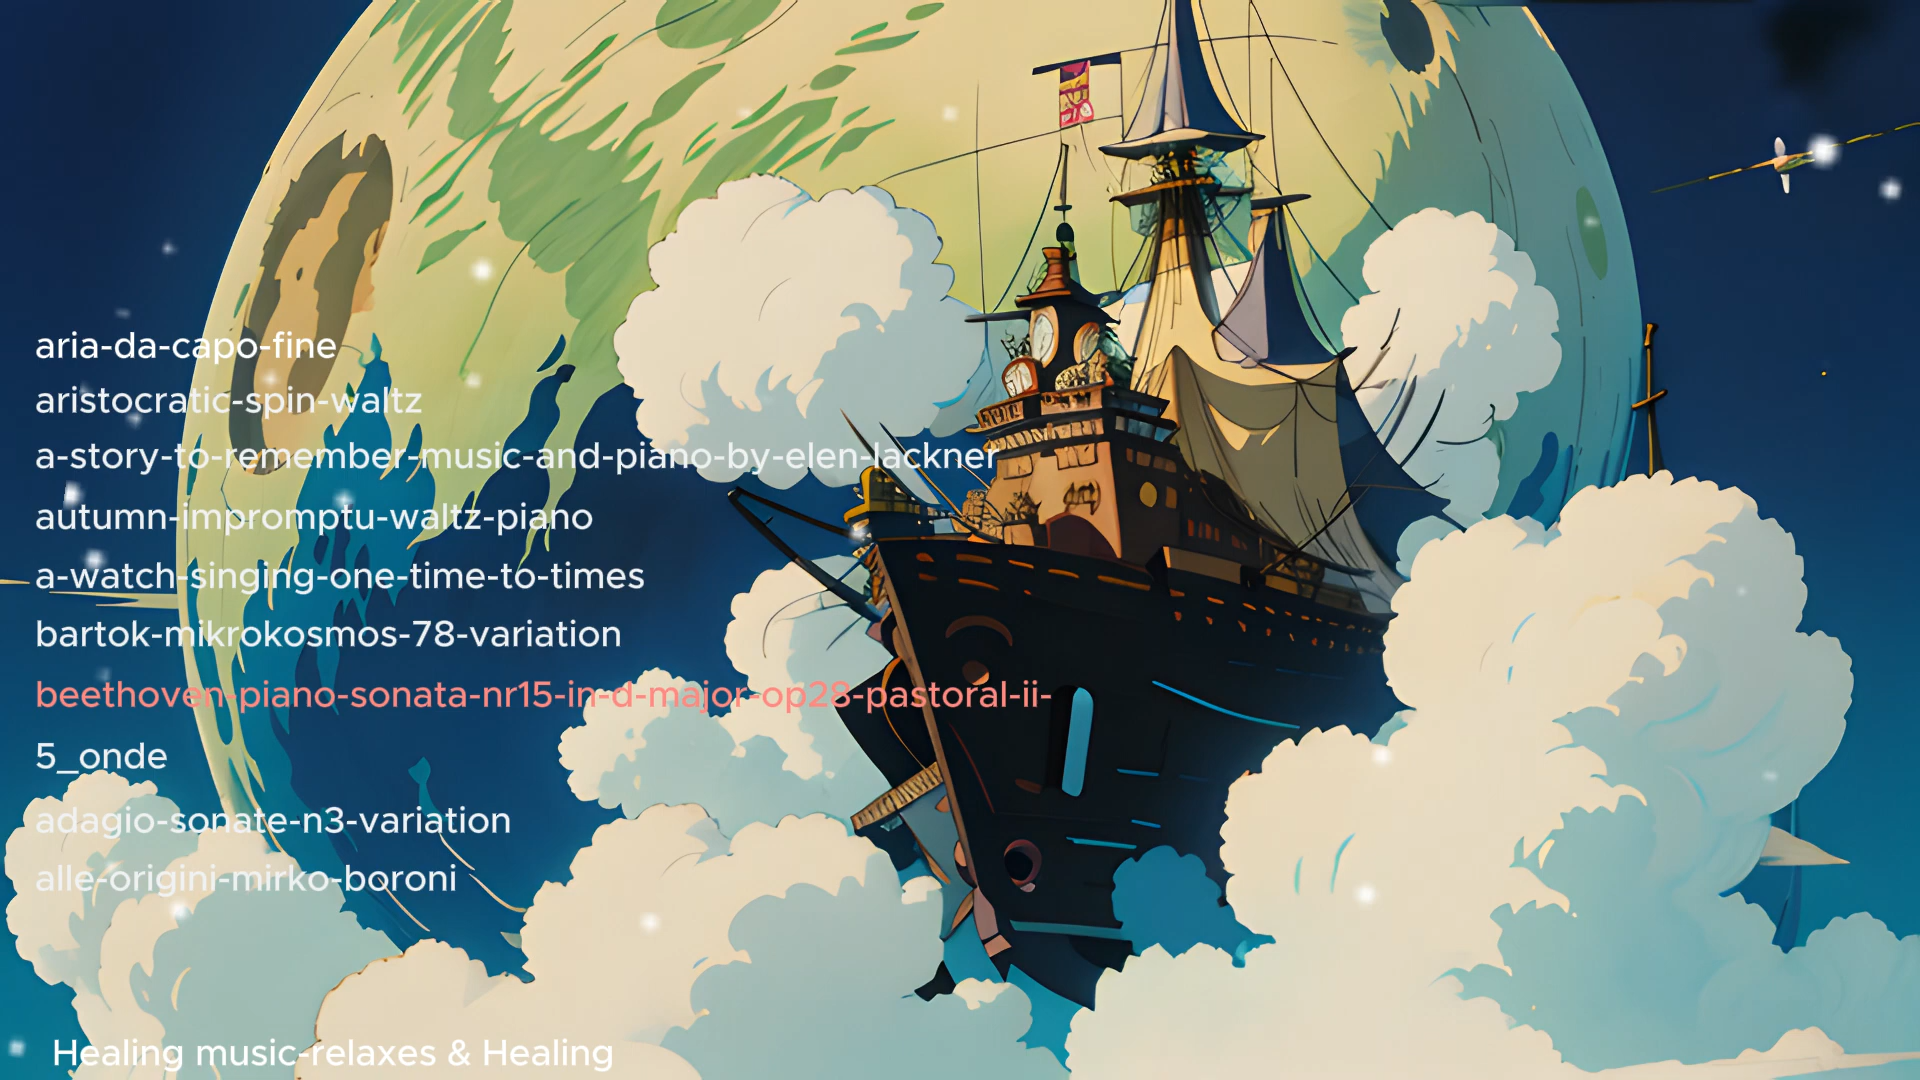 aria-da-capo-fine
aristocratic-spin-waltz
a-story-to-remember-music-and-piano-by-elen-lackner
autumn-impromptu-waltz-piano
a-watch-singing-one-time-to-times
bartok-mikrokosmos-78-variation
beethoven-piano-sonata-nr15-in-d-major-op28-pastoral-ii-
5_onde
adagio-sonate-n3-variation
alle-origini-mirko-boroni
Healing music-relaxes & Healing